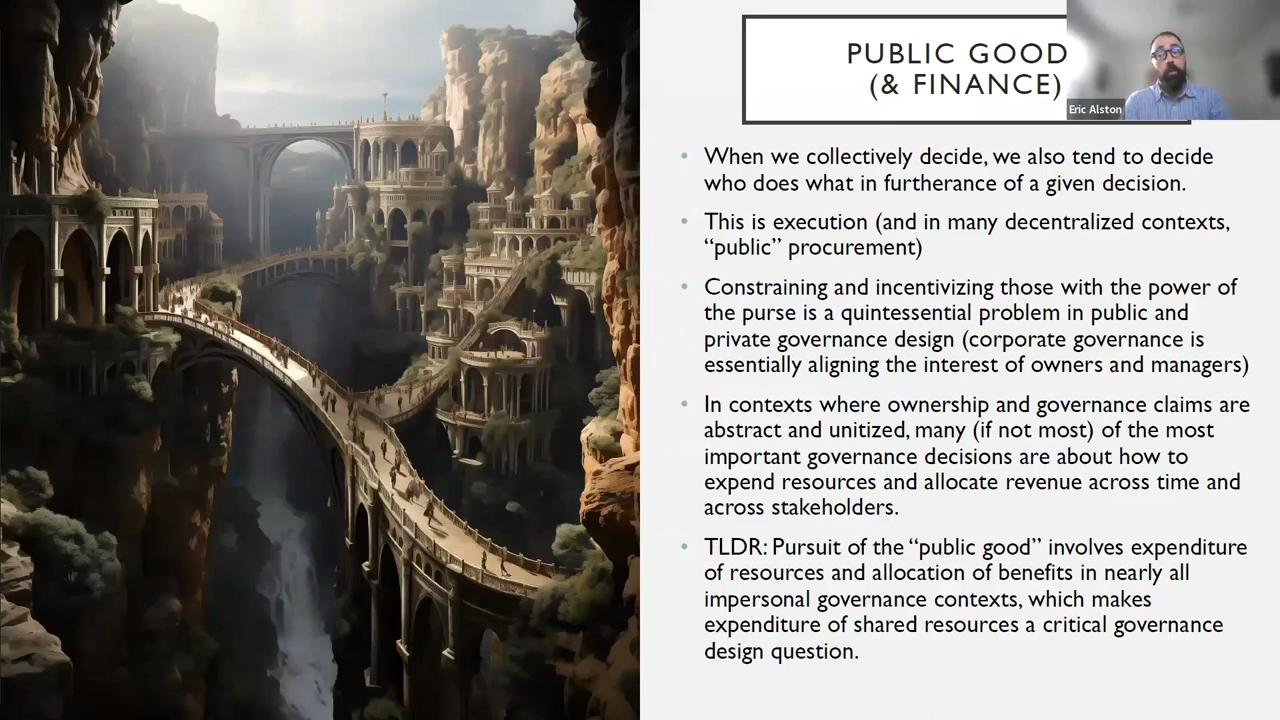 PUBLIC GOOD
(& FINANCE)
Eric Alston
• When we collectively decide, we also tend to decide
who does what in furtherance of a given decision.
• This is execution (and in many decentralized contexts,
“public” procurement)
• Constraining and incentivizing those with the power of
the purse is a quintessential problem in public and
private governance design (corporate governance is
essentially aligning the interest of owners and managers)
• In contexts where ownership and governance claims are
abstract and unitized, many (if not most) of the most
important governance decisions are about how to
expend resources and allocate revenue across time and
across stakeholders.
• TLDR: Pursuit of the “public good” involves expenditure
of resources and allocation of benefits in nearly all
impersonal governance contexts, which makes
expenditure of shared resources a critical governance
design question.